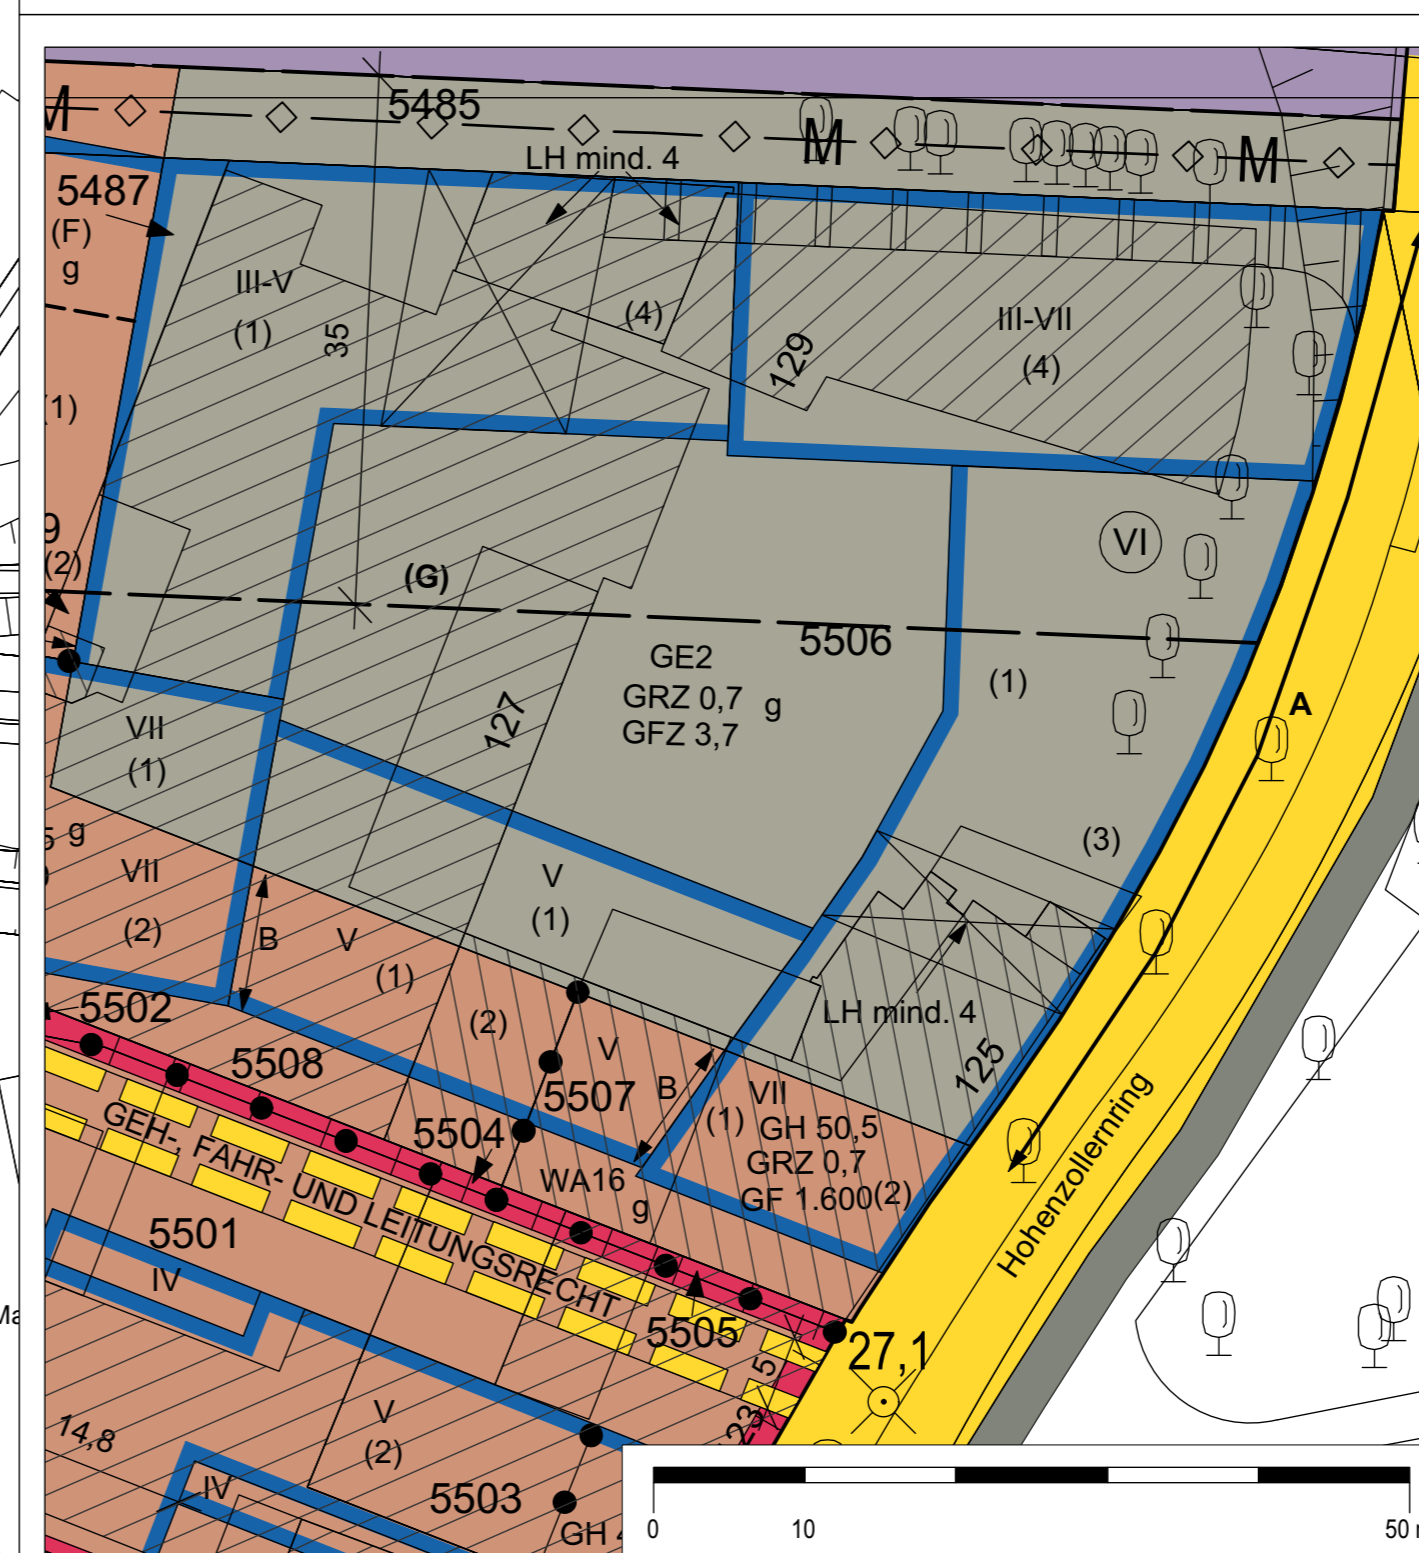 M
5485
M
M
LH mind. 4
5487
(F)
g
III-V
(1)
35
(4)
129
III-VII
(4)
(2)
(G)
VI
5506
GE2
GRZ 0,7 g
GFZ 3,7
(1)
127
A
VII
(1)
g
VII
(2)
(3)
V
(1)
B
V
(1)
5502
(2)
LH mind. 4
V
125
5508
5507
B
VII
(1)
GH 50,5
GRZ 0,7
GF 1.600(2)
5504
WA16
g
GEH-, FAHR- UND LEITUNGSRECHT
Hohenzollernring
5501
IV
5505
27,1
5
123
V
(2)
14,8
IV
5503
GH
0 10 50